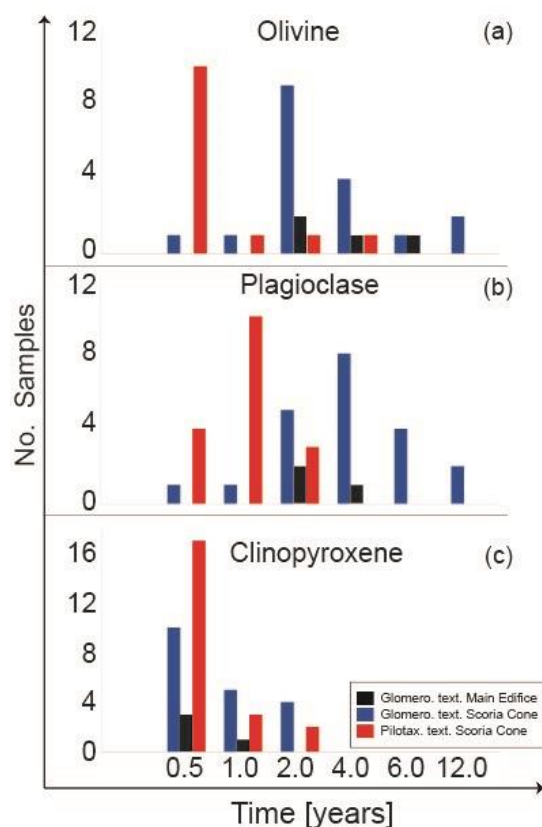 Olivine (a)
12
8
4
0
Plagioclase (b)
12
8
4
0
Clinopyroxene (c)
16
12
8
4
0
Glomero. text. Main Edifice
Glomero. text. Scoria Cone
Pilotax. text. Scoria Cone
0.5 1.0 2.0 4.0 6.0 12.0
Time [years]
No. Samples